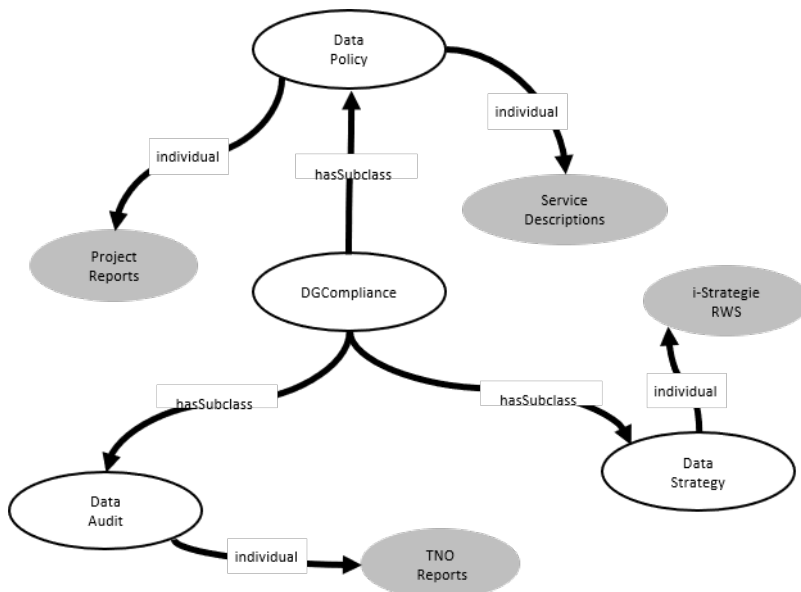 Data
Policy
individual
individual
hasSubclass
Service
Descriptions
Project
Reports
DGCompliance
i-Strategie
RWS
hasSubclass
hasSubclass
individual
Data
Strategy
Data
Audit
individual
TNO
Reports